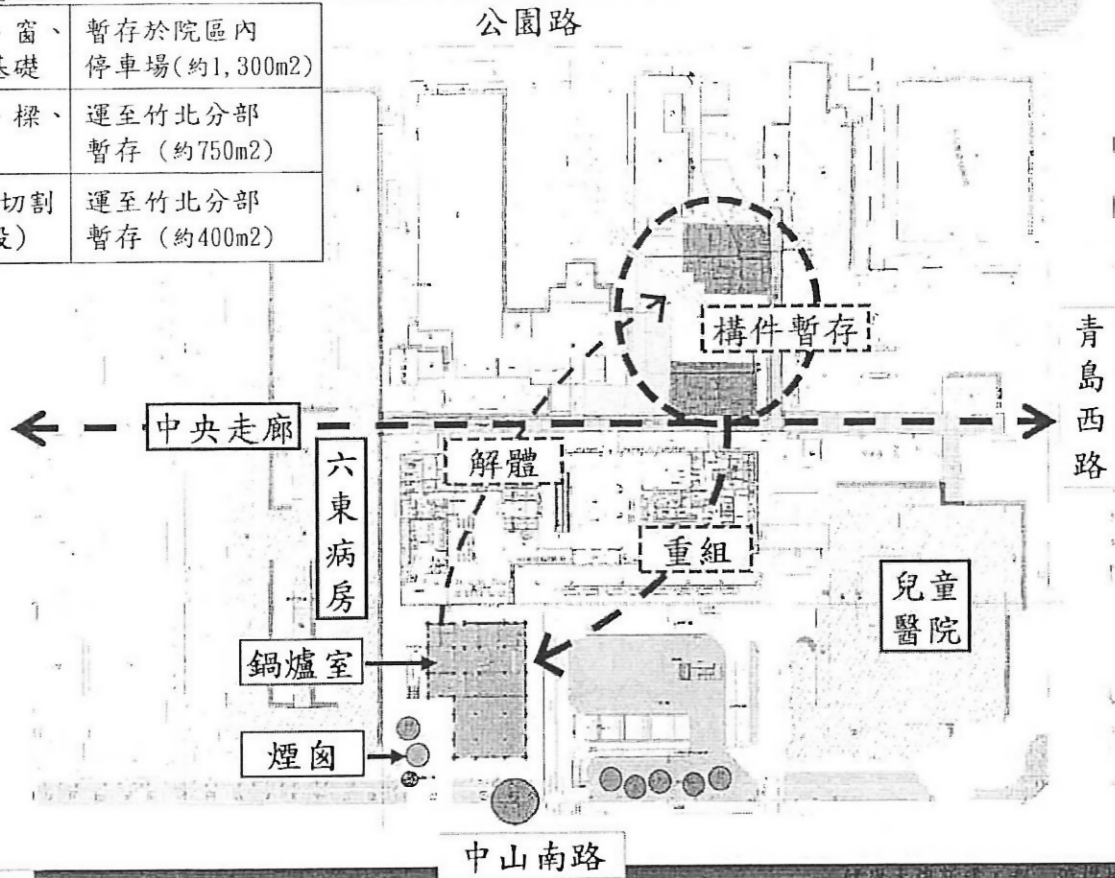 公園路
窗、
基礎
暫存於院區內
停車場(約1,300m2)
樑、
運至竹北分部
暫存 (約750m2)
切割
運至竹北分部
暫存 (約400m2)
構件暫存
青島西路
中央走廊
解體
六東病房
重組
兒童
醫院
鍋爐室
煙囪
中山南路